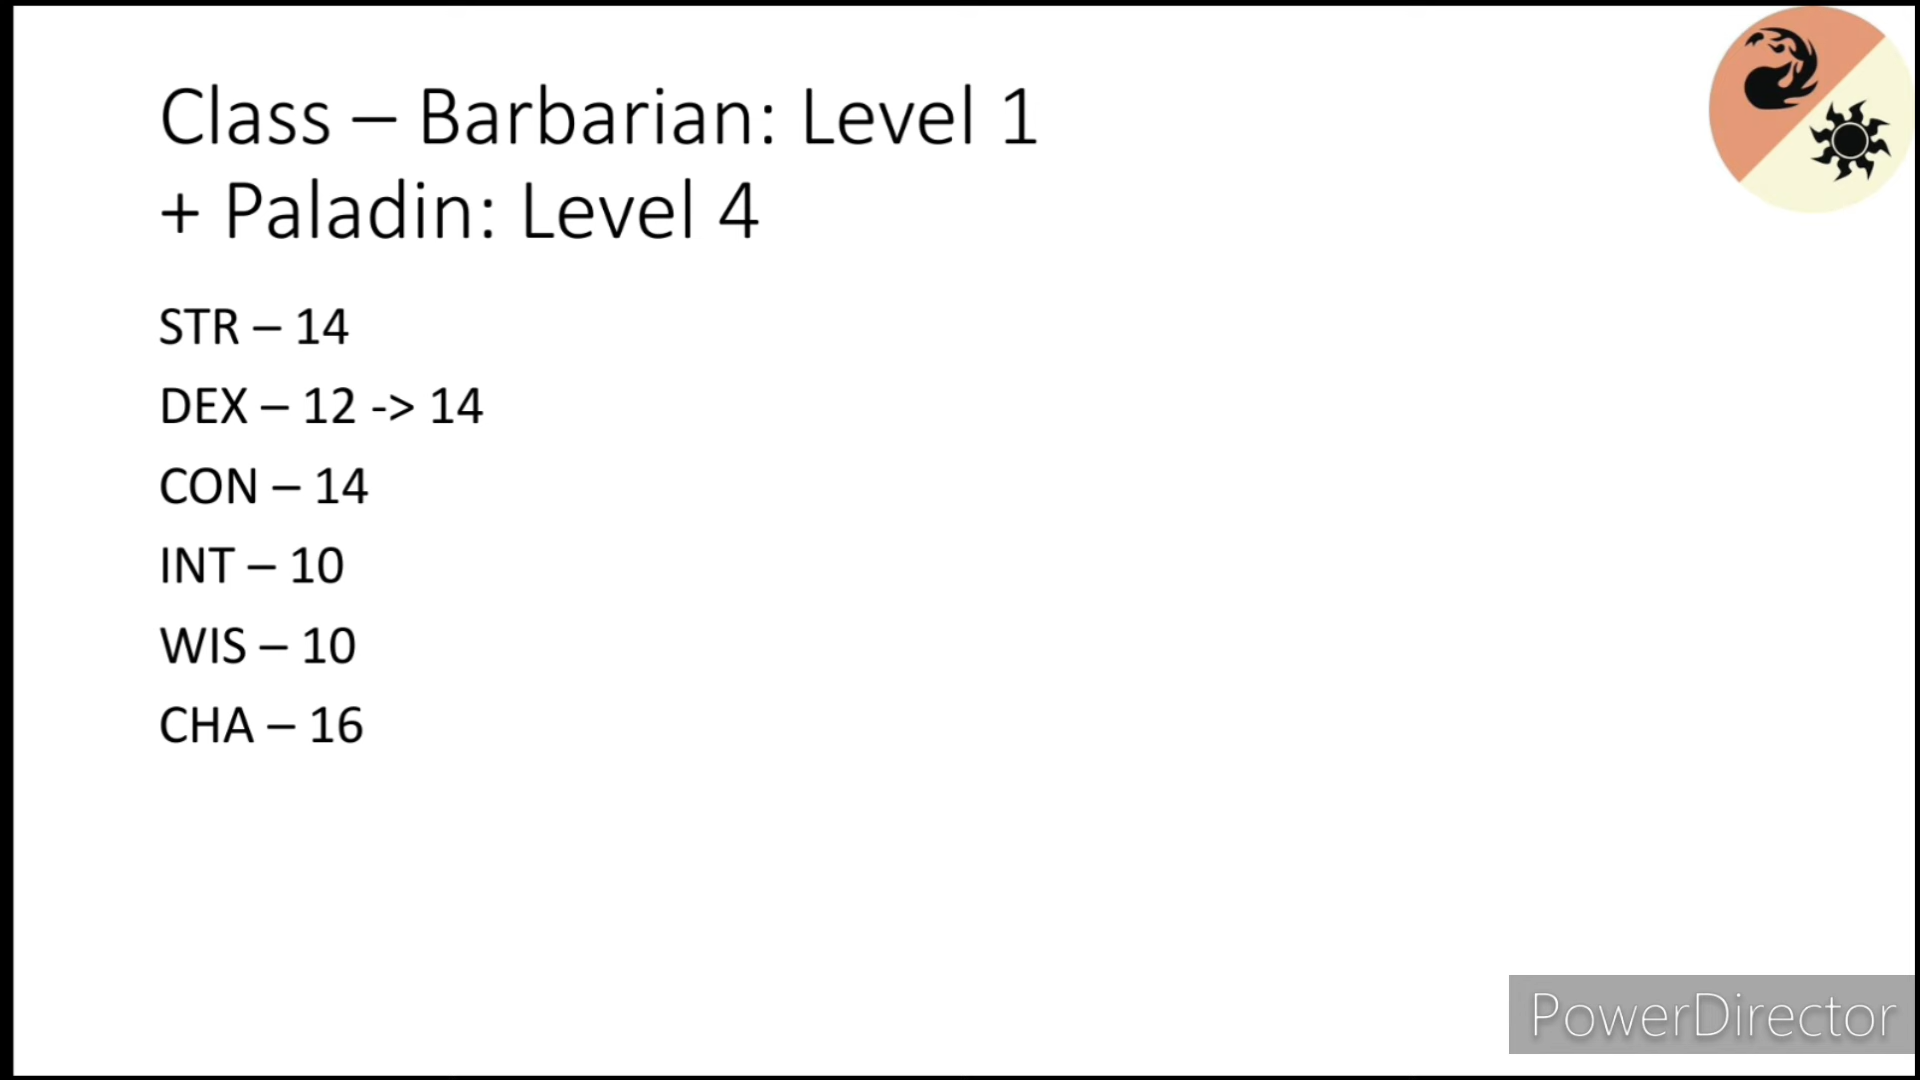 Class – Barbarian: Level 1
+ Paladin: Level 4
STR – 14
DEX – 12 -> 14
CON – 14
INT – 10
WIS – 10
CHA – 16
PowerDirector